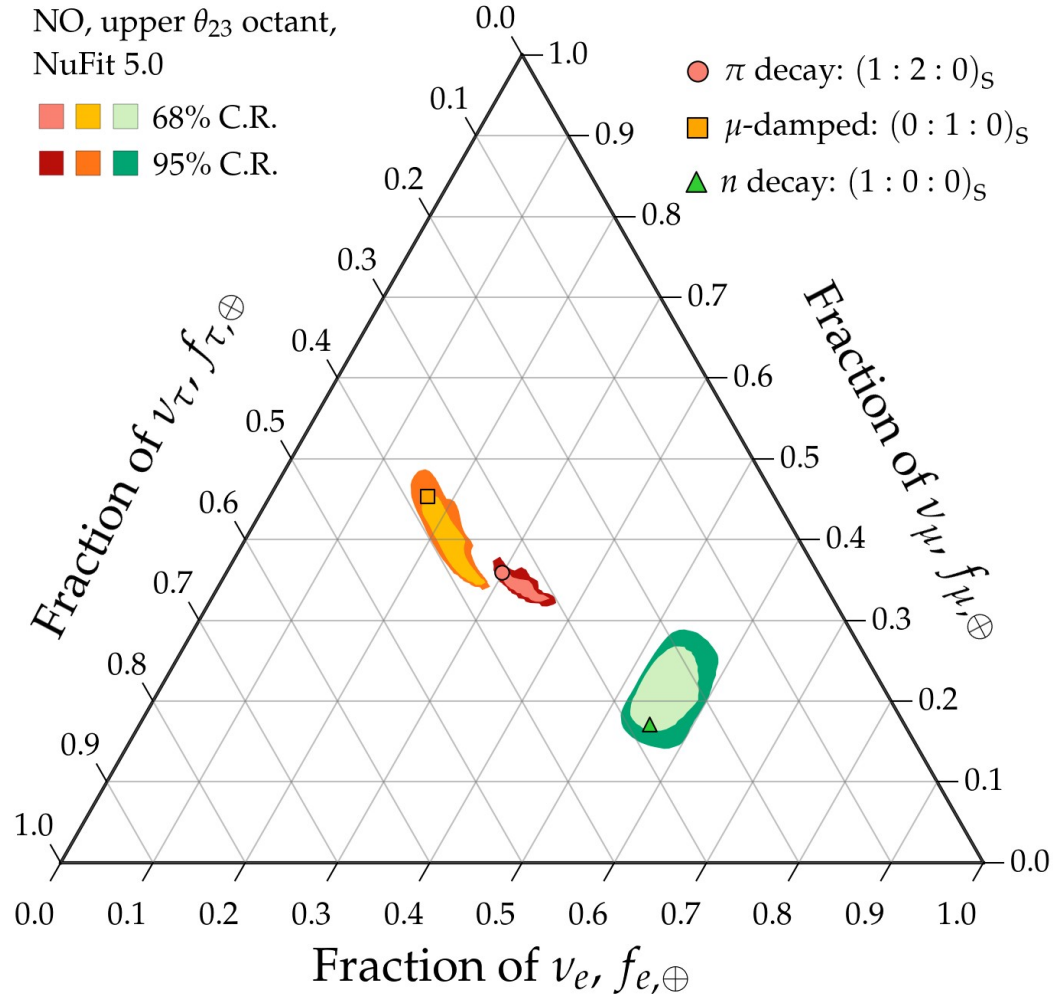 NO, upper θ₂₃ octant,
NuFit 5.0
68% C.R.
95% C.R.
π decay: (1 : 2 : 0)S
μ-damped: (0 : 1 : 0)S
n decay: (1 : 0 : 0)S
Fraction of ντ, fτ,⊕
0.0
0.1
0.2
0.3
0.4
0.5
0.6
0.7
0.8
0.9
1.0
Fraction of νμ, fμ,⊕
1.0
0.9
0.8
0.7
0.6
0.5
0.4
0.3
0.2
0.1
0.0
0.0 0.1 0.2 0.3 0.4 0.5 0.6 0.7 0.8 0.9 1.0
Fraction of νe, fe,⊕